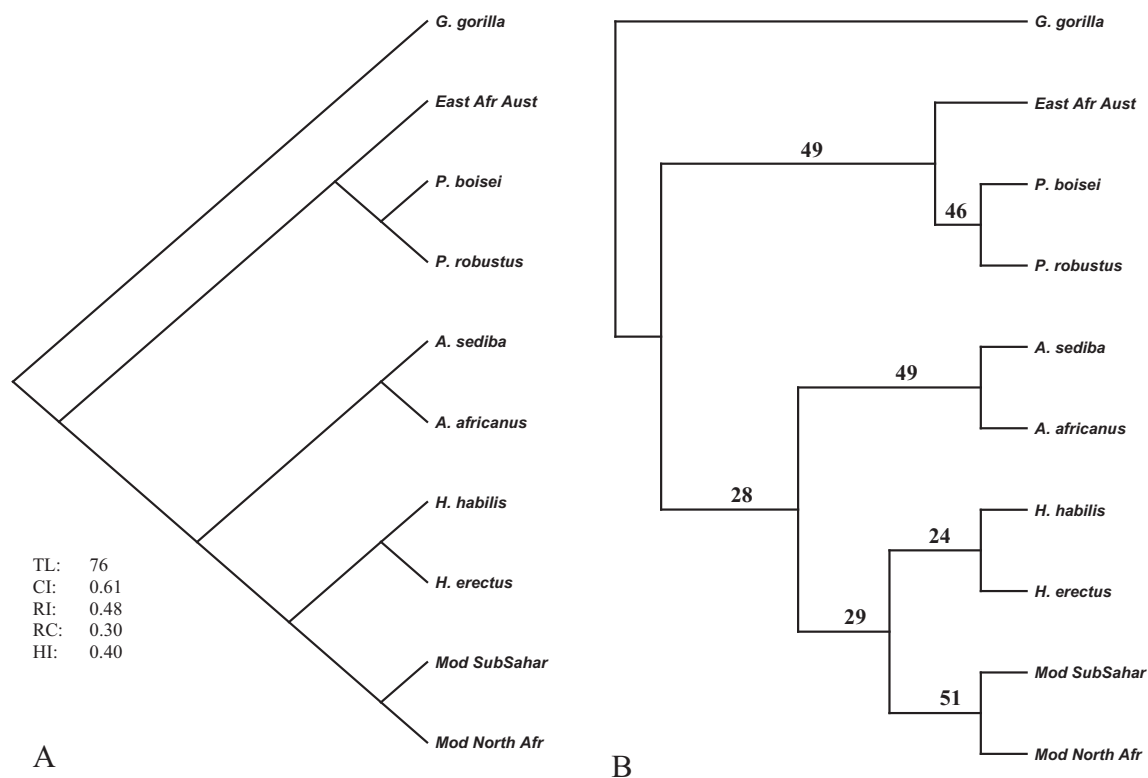 G. gorilla
East Afr Aust
P. boisei
P. robustus
A. sediba
A. africanus
H. habilis
H. erectus
Mod SubSahar
Mod North Afr
TL: 76
CI: 0.61
RI: 0.48
RC: 0.30
HI: 0.40
A
G. gorilla
East Afr Aust
49
P. boisei
46
P. robustus
A. sediba
49
A. africanus
28
H. habilis
24
H. erectus
29
Mod SubSahar
51
Mod North Afr
B